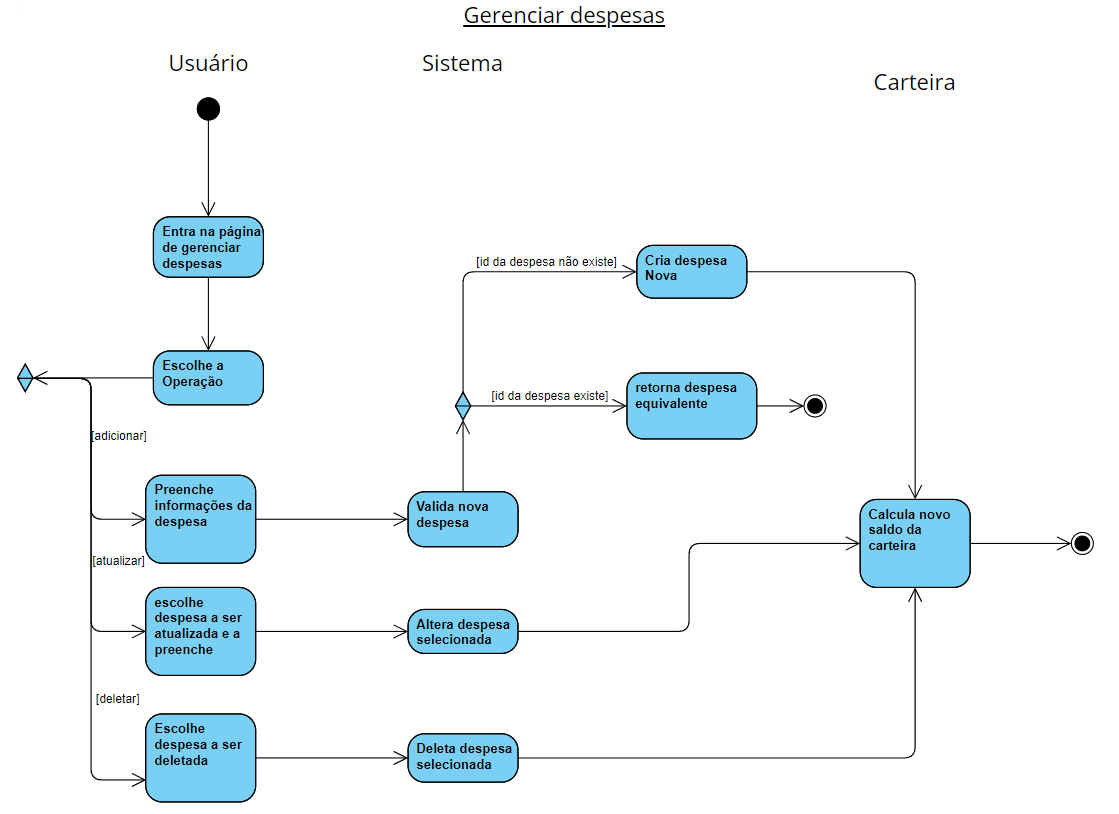 Gerenciar despesas
Usuário
Sistema
Carteira
Entra na página
de gerenciar
despesas
Escolhe a
Operação
[adicionar]
Preenche
informações da
despesa
[atualizar]
escolhe
despesa a ser
atualizada e a
preenche
[deletar]
Escolhe
despesa a ser
deletada
[id da despesa não existe]
Cria despesa
Nova
[id da despesa existe]
retorna despesa
equivalente
Valida nova
despesa
Altera despesa
selecionada
Deleta despesa
selecionada
Calcula novo
saldo da
carteira